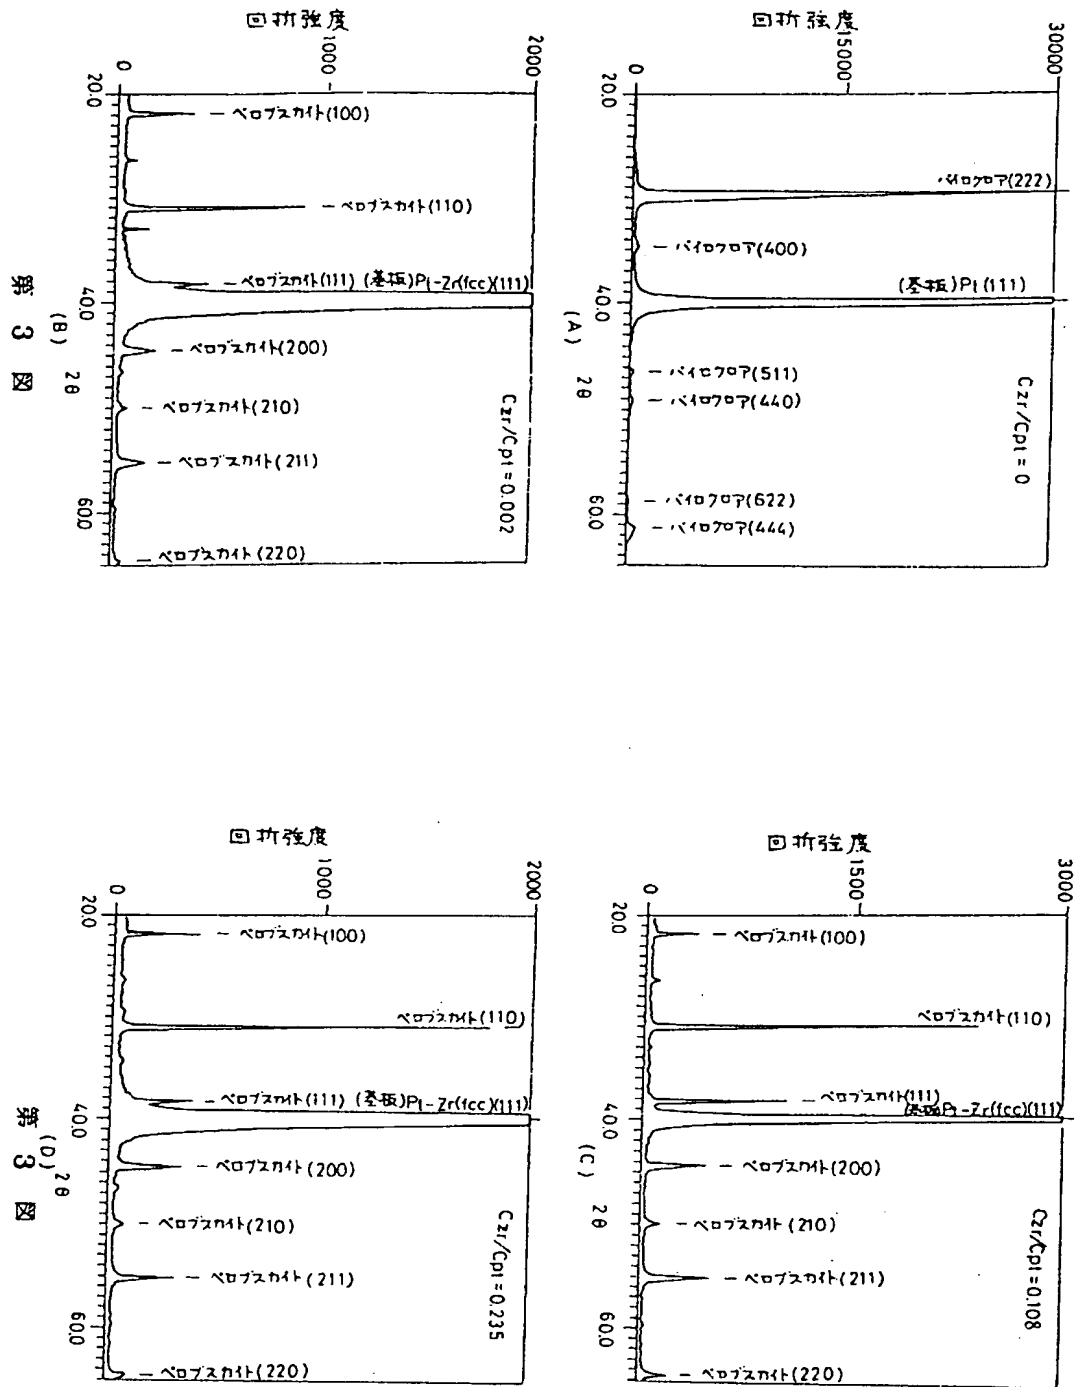 30000
15000
0
回折強度
20.0
パイロクロア(222)
パイロクロア(400)
(基板)Pt(111)
40.0
パイロクロア(511)
パイロクロア(440)
パイロクロア(622)
60.0
パイロクロア(444)
Czr/Cpt=0
2θ
(A)
2000
1000
0
回折強度
20.0
ペロブスカイト(100)
ペロブスカイト(110)
ペロブスカイト(111) (基板)Pt-Zr(fcc)(111)
40.0
ペロブスカイト(200)
ペロブスカイト(210)
ペロブスカイト(211)
60.0
ペロブスカイト(220)
Czr/Cpt=0.002
2θ
(B)
第3図
3000
1500
0
回折強度
20.0
ペロブスカイト(100)
ペロブスカイト(110)
ペロブスカイト(111)
(基板)Pt-Zr(fcc)(111)
40.0
ペロブスカイト(200)
ペロブスカイト(210)
ペロブスカイト(211)
60.0
ペロブスカイト(220)
Czr/Cpt=0.108
2θ
(C)
2000
1000
0
回折強度
20.0
ペロブスカイト(100)
ペロブスカイト(110)
ペロブスカイト(111) (基板)Pt-Zr(fcc)(111)
40.0
ペロブスカイト(200)
ペロブスカイト(210)
ペロブスカイト(211)
60.0
ペロブスカイト(220)
Czr/Cpt=0.235
2θ
(D)
第3図